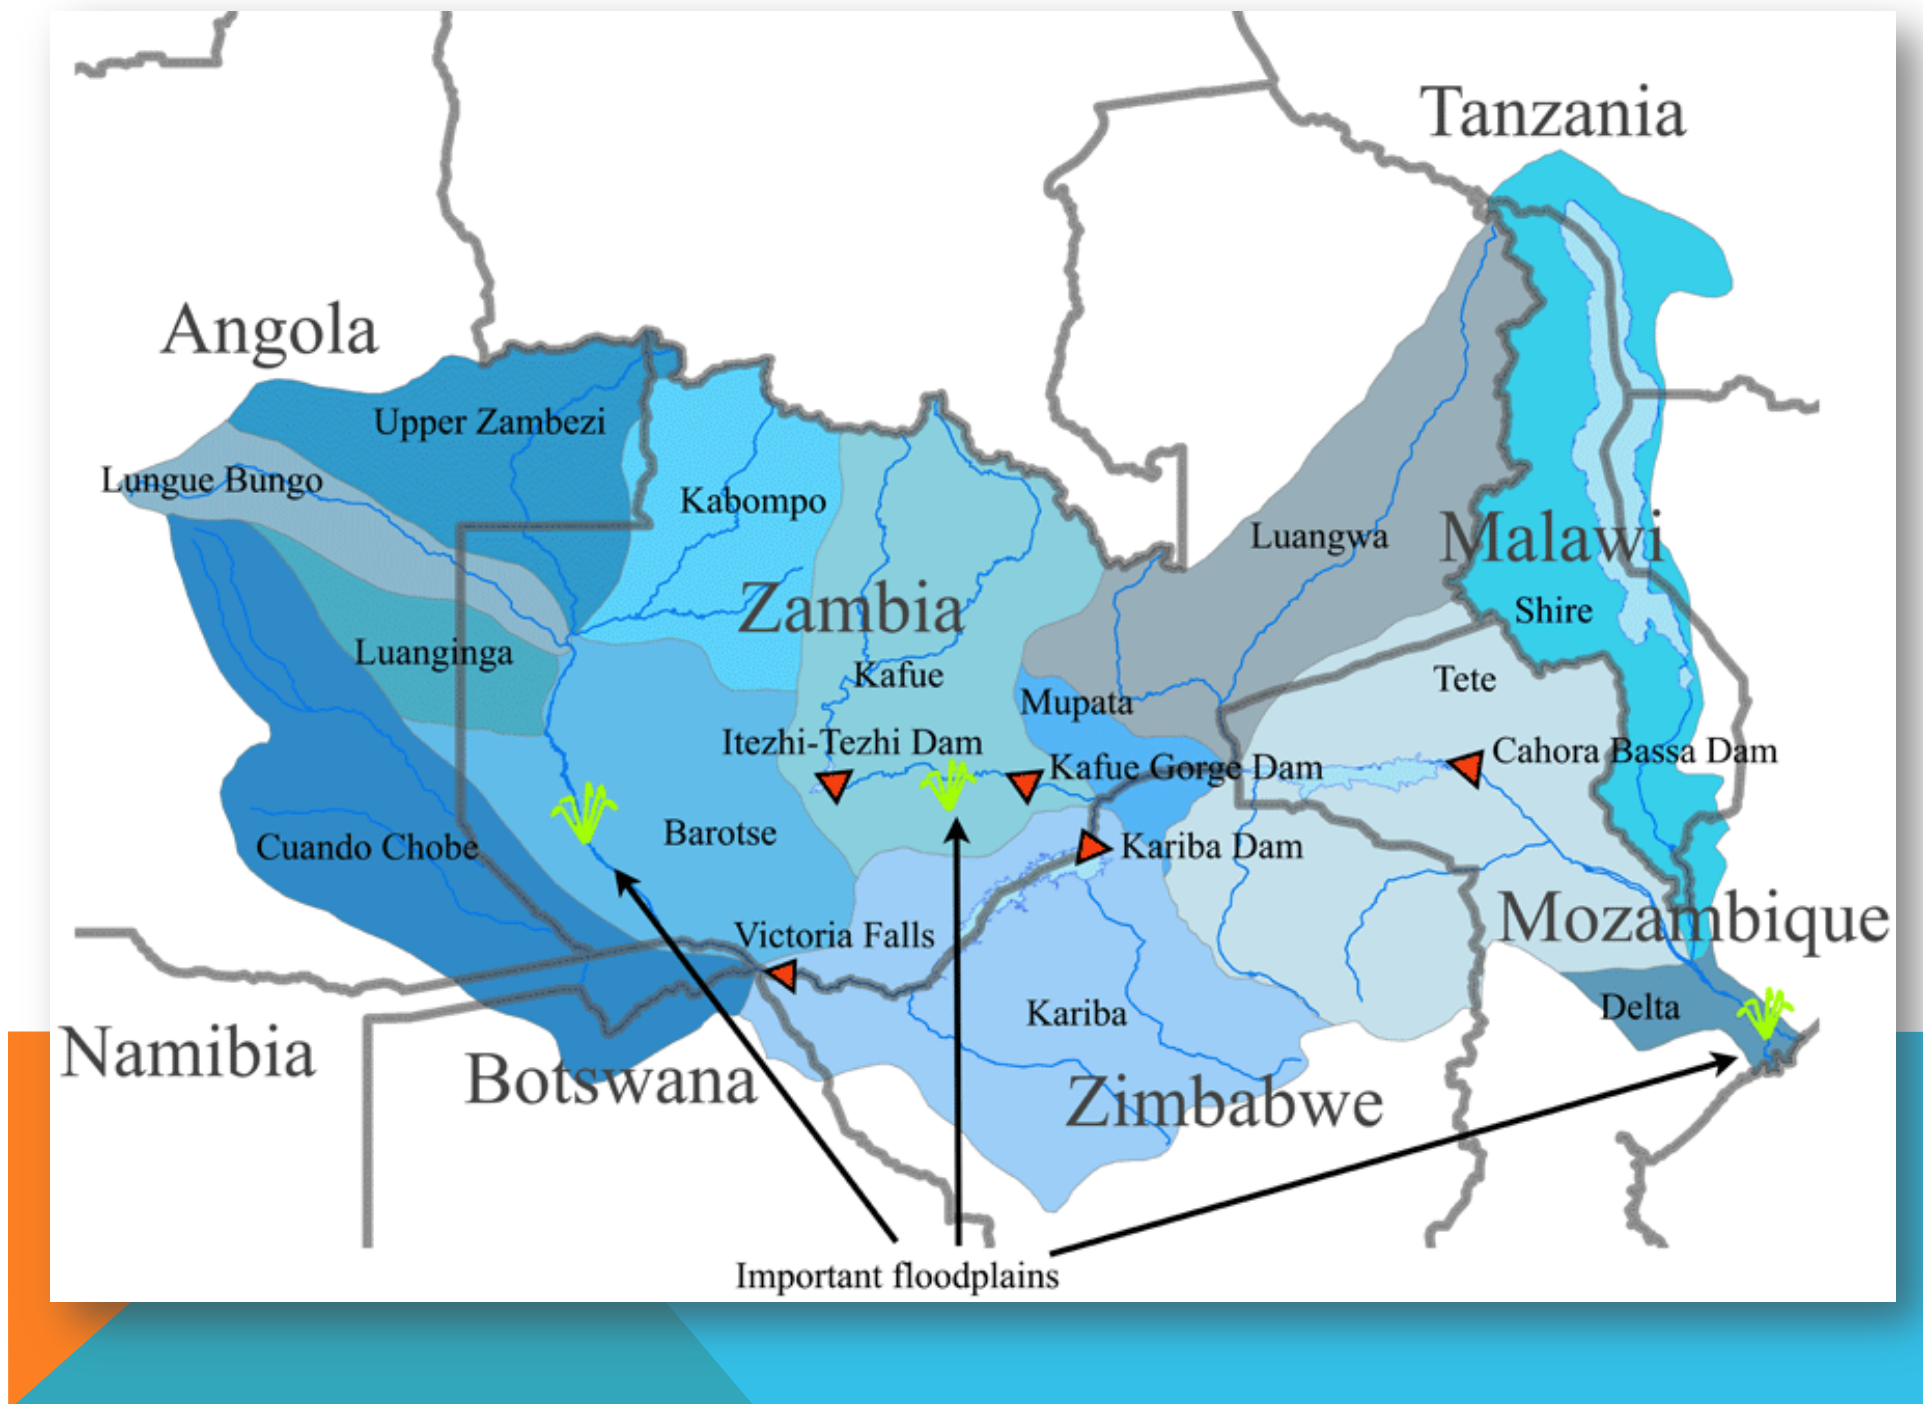 Tanzania
Angola
Upper Zambezi
Lungue Bungo
Kabompo
Luangwa
Malawi
Zambia
Shire
Luanginga
Kafue
Tete
Mupata
Itezhi-Tezhi Dam
Cahora Bassa Dam
Kafue Gorge Dam
Barotse
Cuando Chobe
Kariba Dam
Mozambique
Victoria Falls
Delta
Kariba
Namibia
Botswana
Zimbabwe
Important floodplains